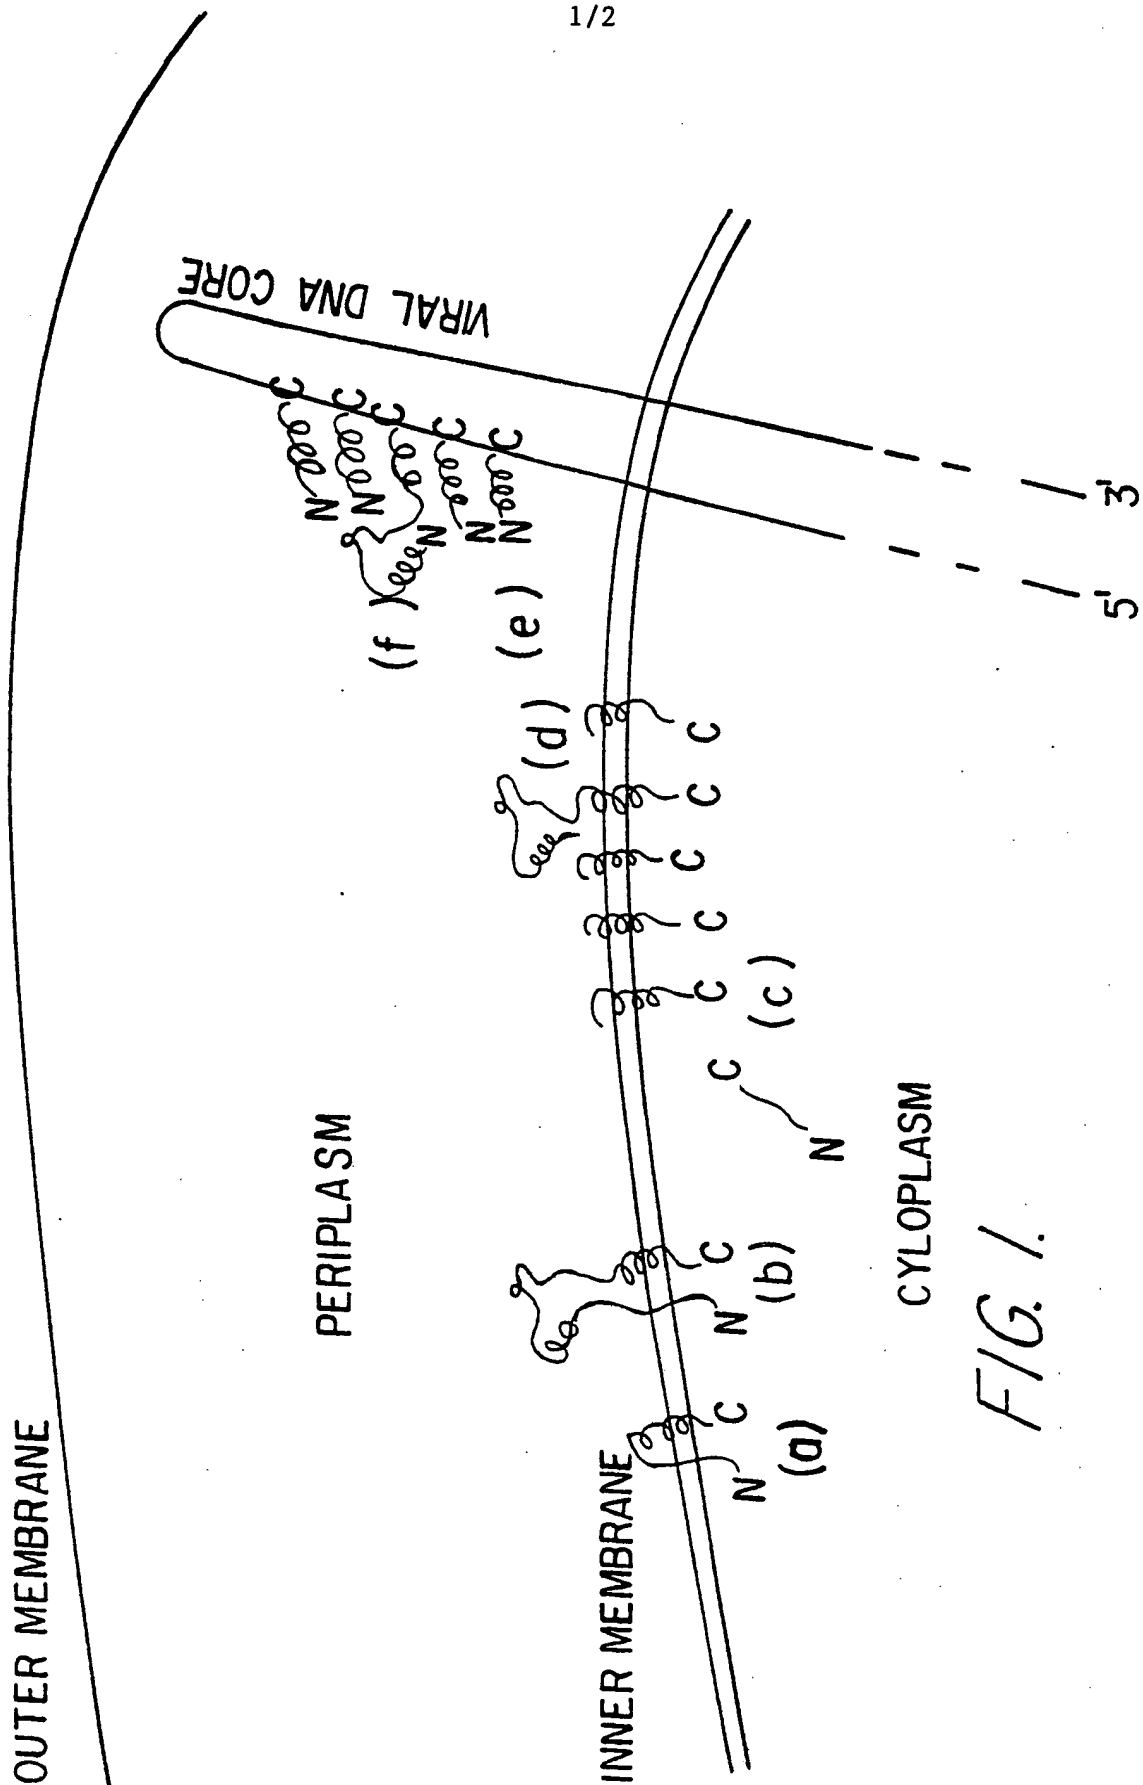 1/2
OUTER MEMBRANE
PERIPLASM
VIRAL DNA CORE
N C
N C
C
N
N C
N C
(f)
(e)
(d)
INNER MEMBRANE
N C
(a)
N C
(b)
N C
C C C C C
(c)
CYLOPLASM
5'
3'
FIG. 1.